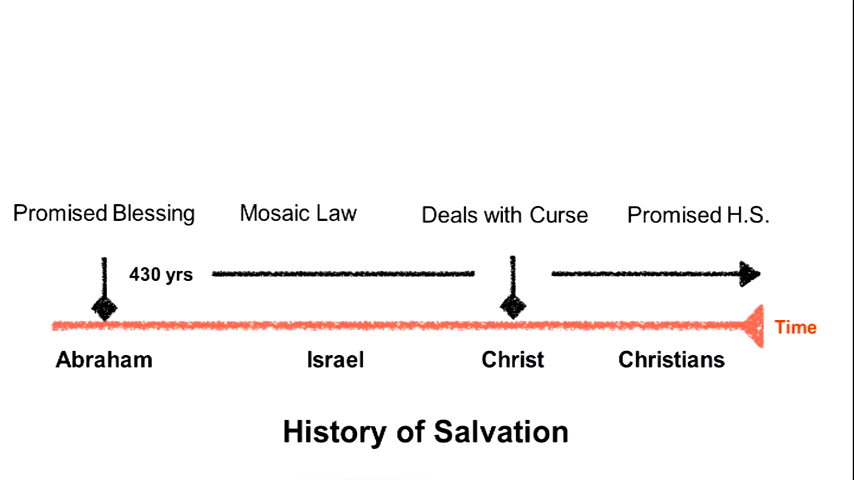 Promised Blessing Mosaic Law Deals with Curse Promised H.S.
430 yrs
Time
Abraham Israel Christ Christians
History of Salvation